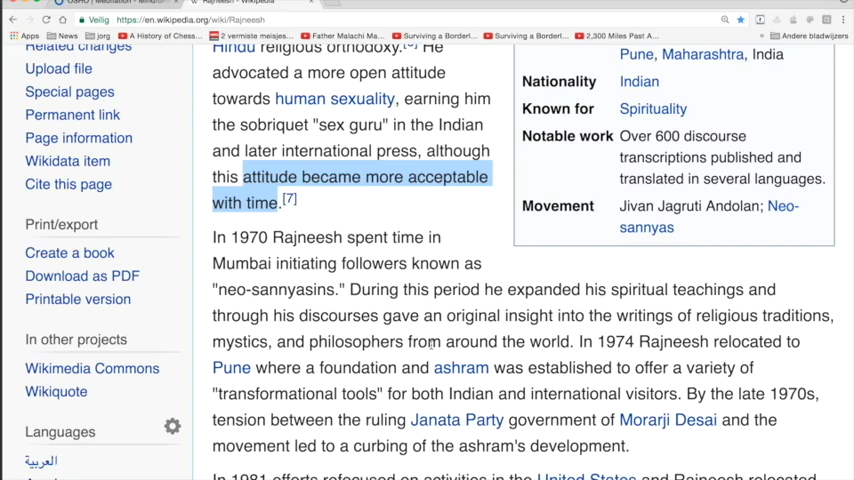 OSHO | Meditation - Mindfuln
Rajneesh - Wikipedia
Veilig
https://en.wikipedia.org/wiki/Rajneesh
Apps
News
jorg
A History of Chess...
2 vermiste meisjes...
Father Malachi Ma...
Surviving a Borderl...
Surviving a Borderl...
2,300 Miles Past A...
»
Andere bladwijzers
Related changes
Upload file
Special pages
Permanent link
Page information
Wikidata item
Cite this page
Print/export
Create a book
Download as PDF
Printable version
In other projects
Wikimedia Commons
Wikiquote
Languages
العربية
Hindu religious orthodoxy. He
advocated a more open attitude
towards human sexuality, earning him
the sobriquet "sex guru" in the Indian
and later international press, although
this attitude became more acceptable
with time.[7]
Pune, Maharashtra, India
Nationality Indian
Known for Spirituality
Notable work Over 600 discourse
transcriptions published and
translated in several languages.
Movement Jivan Jagruti Andolan; Neo-
sannyas
In 1970 Rajneesh spent time in
Mumbai initiating followers known as
"neo-sannyasins." During this period he expanded his spiritual teachings and
through his discourses gave an original insight into the writings of religious traditions,
mystics, and philosophers from around the world. In 1974 Rajneesh relocated to
Pune where a foundation and ashram was established to offer a variety of
"transformational tools" for both Indian and international visitors. By the late 1970s,
tension between the ruling Janata Party government of Morarji Desai and the
movement led to a curbing of the ashram's development.
In 1981 efforts refocused on activities in the United States and Rajneesh relocated